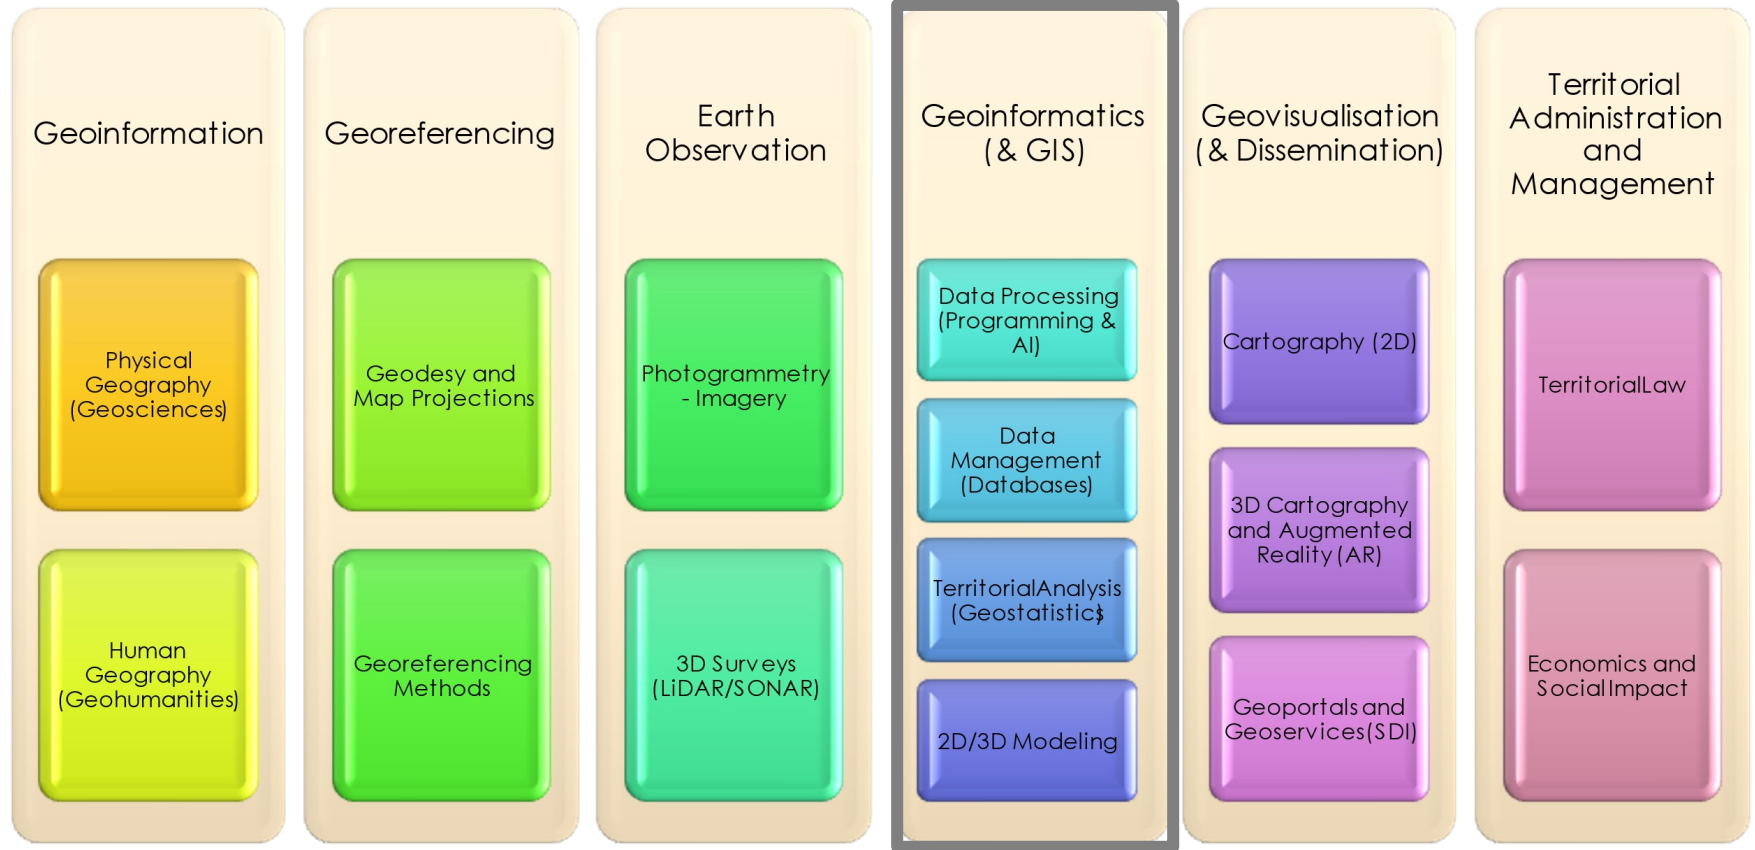 Geoinformation
Physical
Geography
(Geosciences)
Human
Geography
(Geohumanities)
Georeferencing
Geodesy and
Map Projections
Georeferencing
Methods
Earth
Observation
Photogrammetry
- Imagery
3D Surveys
(LiDAR/SONAR)
Geoinformatics
(& GIS)
Data Processing
(Programming &
AI)
Data
Management
(Databases)
TerritorialAnalysis
(Geostatistics)
2D/3D Modeling
Geovisualisation
(& Dissemination)
Cartography (2D)
3D Cartography
and Augmented
Reality (AR)
Geoportals and
Geoservices(SDI)
Territorial
Administration
and
Management
TerritorialLaw
Economics and
SocialImpact